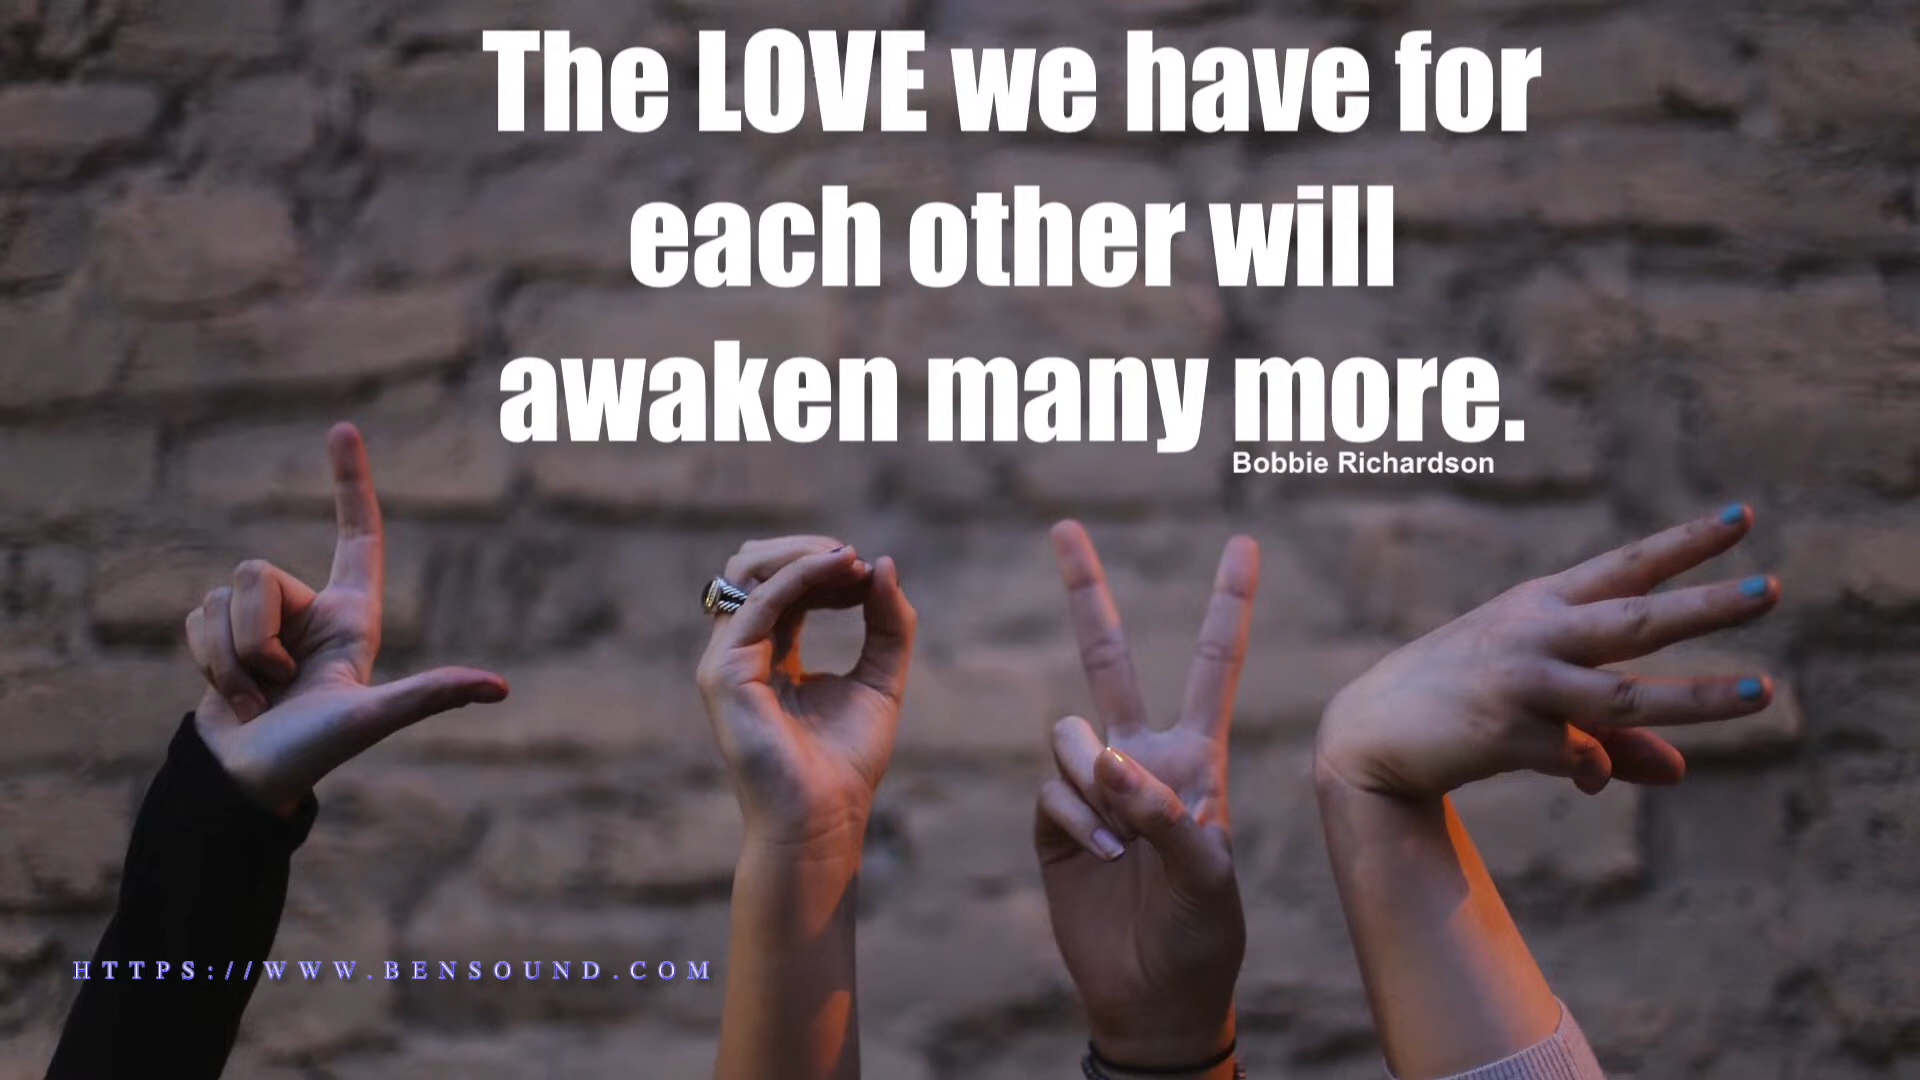 The LOVE we have for
each other will
awaken many more.
Bobbie Richardson
HTTPS://WWW.BENSOUND.COM